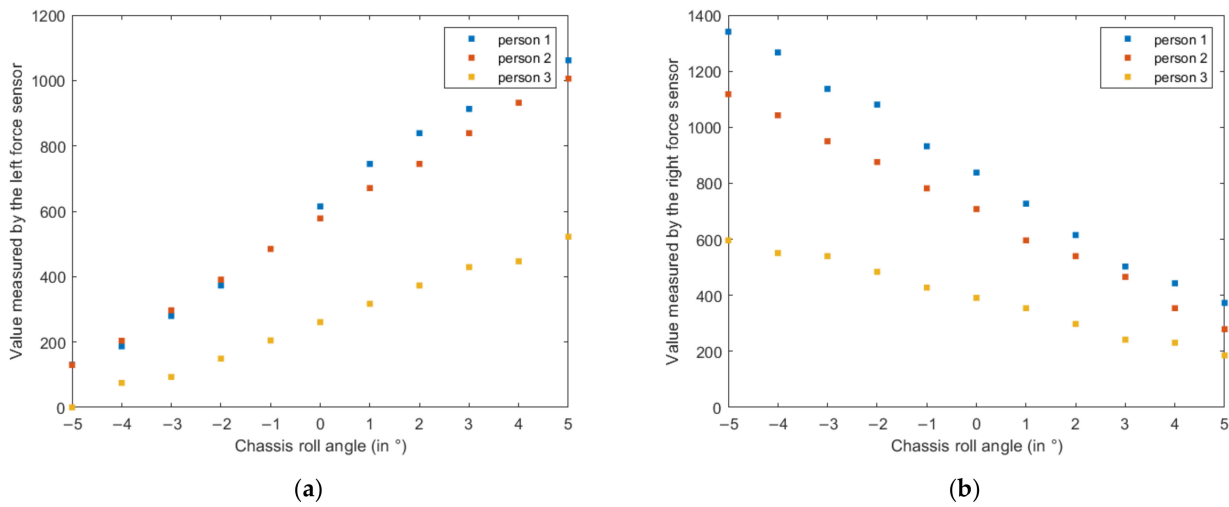 1200
1000
800
600
400
200
0
Value measured by the left force sensor
−5 −4 −3 −2 −1 0 1 2 3 4 5
Chassis roll angle (in °)
person 1
person 2
person 3
(a)
1400
1200
1000
800
600
400
200
0
Value measured by the right force sensor
−5 −4 −3 −2 −1 0 1 2 3 4 5
Chassis roll angle (in °)
person 1
person 2
person 3
(b)